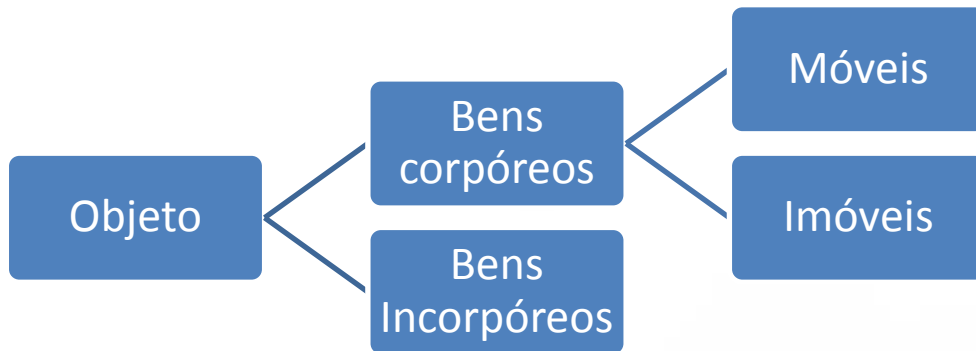 Objeto
Bens
corpóreos
Bens
Incorpóreos
Móveis
Imóveis